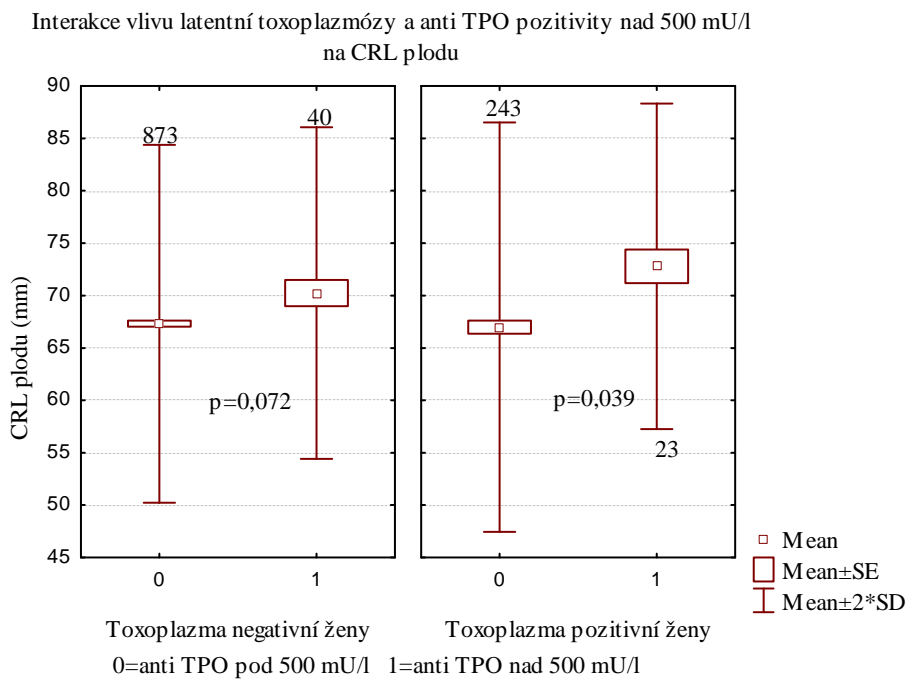 Interakce vlivu latentní toxoplazmózy a anti TPO pozitivity nad 500 mU/l
na CRL plodu
CRL plodu (mm)
90
85
80
75
70
65
60
55
50
45
873
40
p=0,072
0
1
Toxoplazma negativní ženy
243
p=0,039
23
0
1
Toxoplazma pozitivní ženy
Mean
Mean±SE
Mean±2*SD
0=anti TPO pod 500 mU/l 1=anti TPO nad 500 mU/l